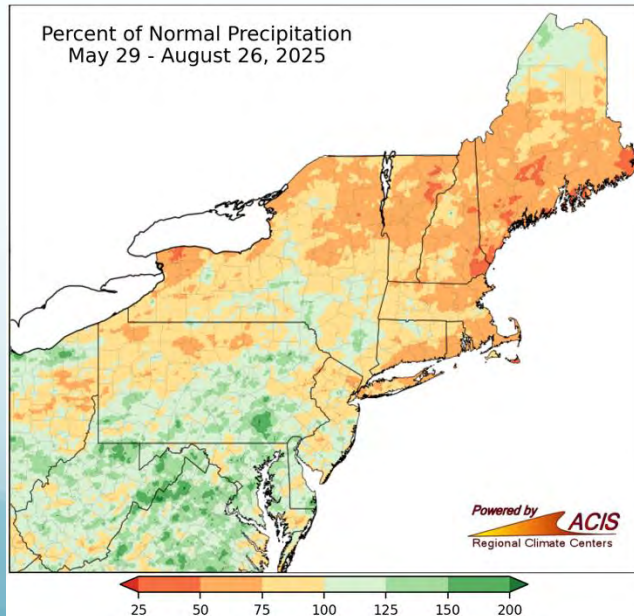 Percent of Normal Precipitation
May 29 - August 26, 2025
Powered by
ACIS
Regional Climate Centers
25 50 75 100 125 150 200